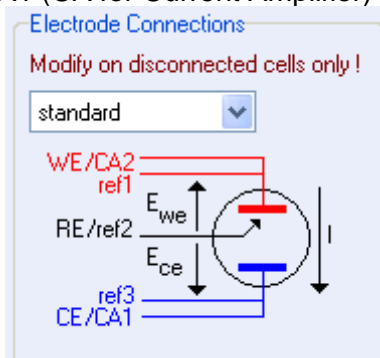 Electrode Connections
Modify on disconnected cells only !
standard
WE/CA2
ref1
Ewe
RE/ref2
I
Ece
ref3
CE/CA1